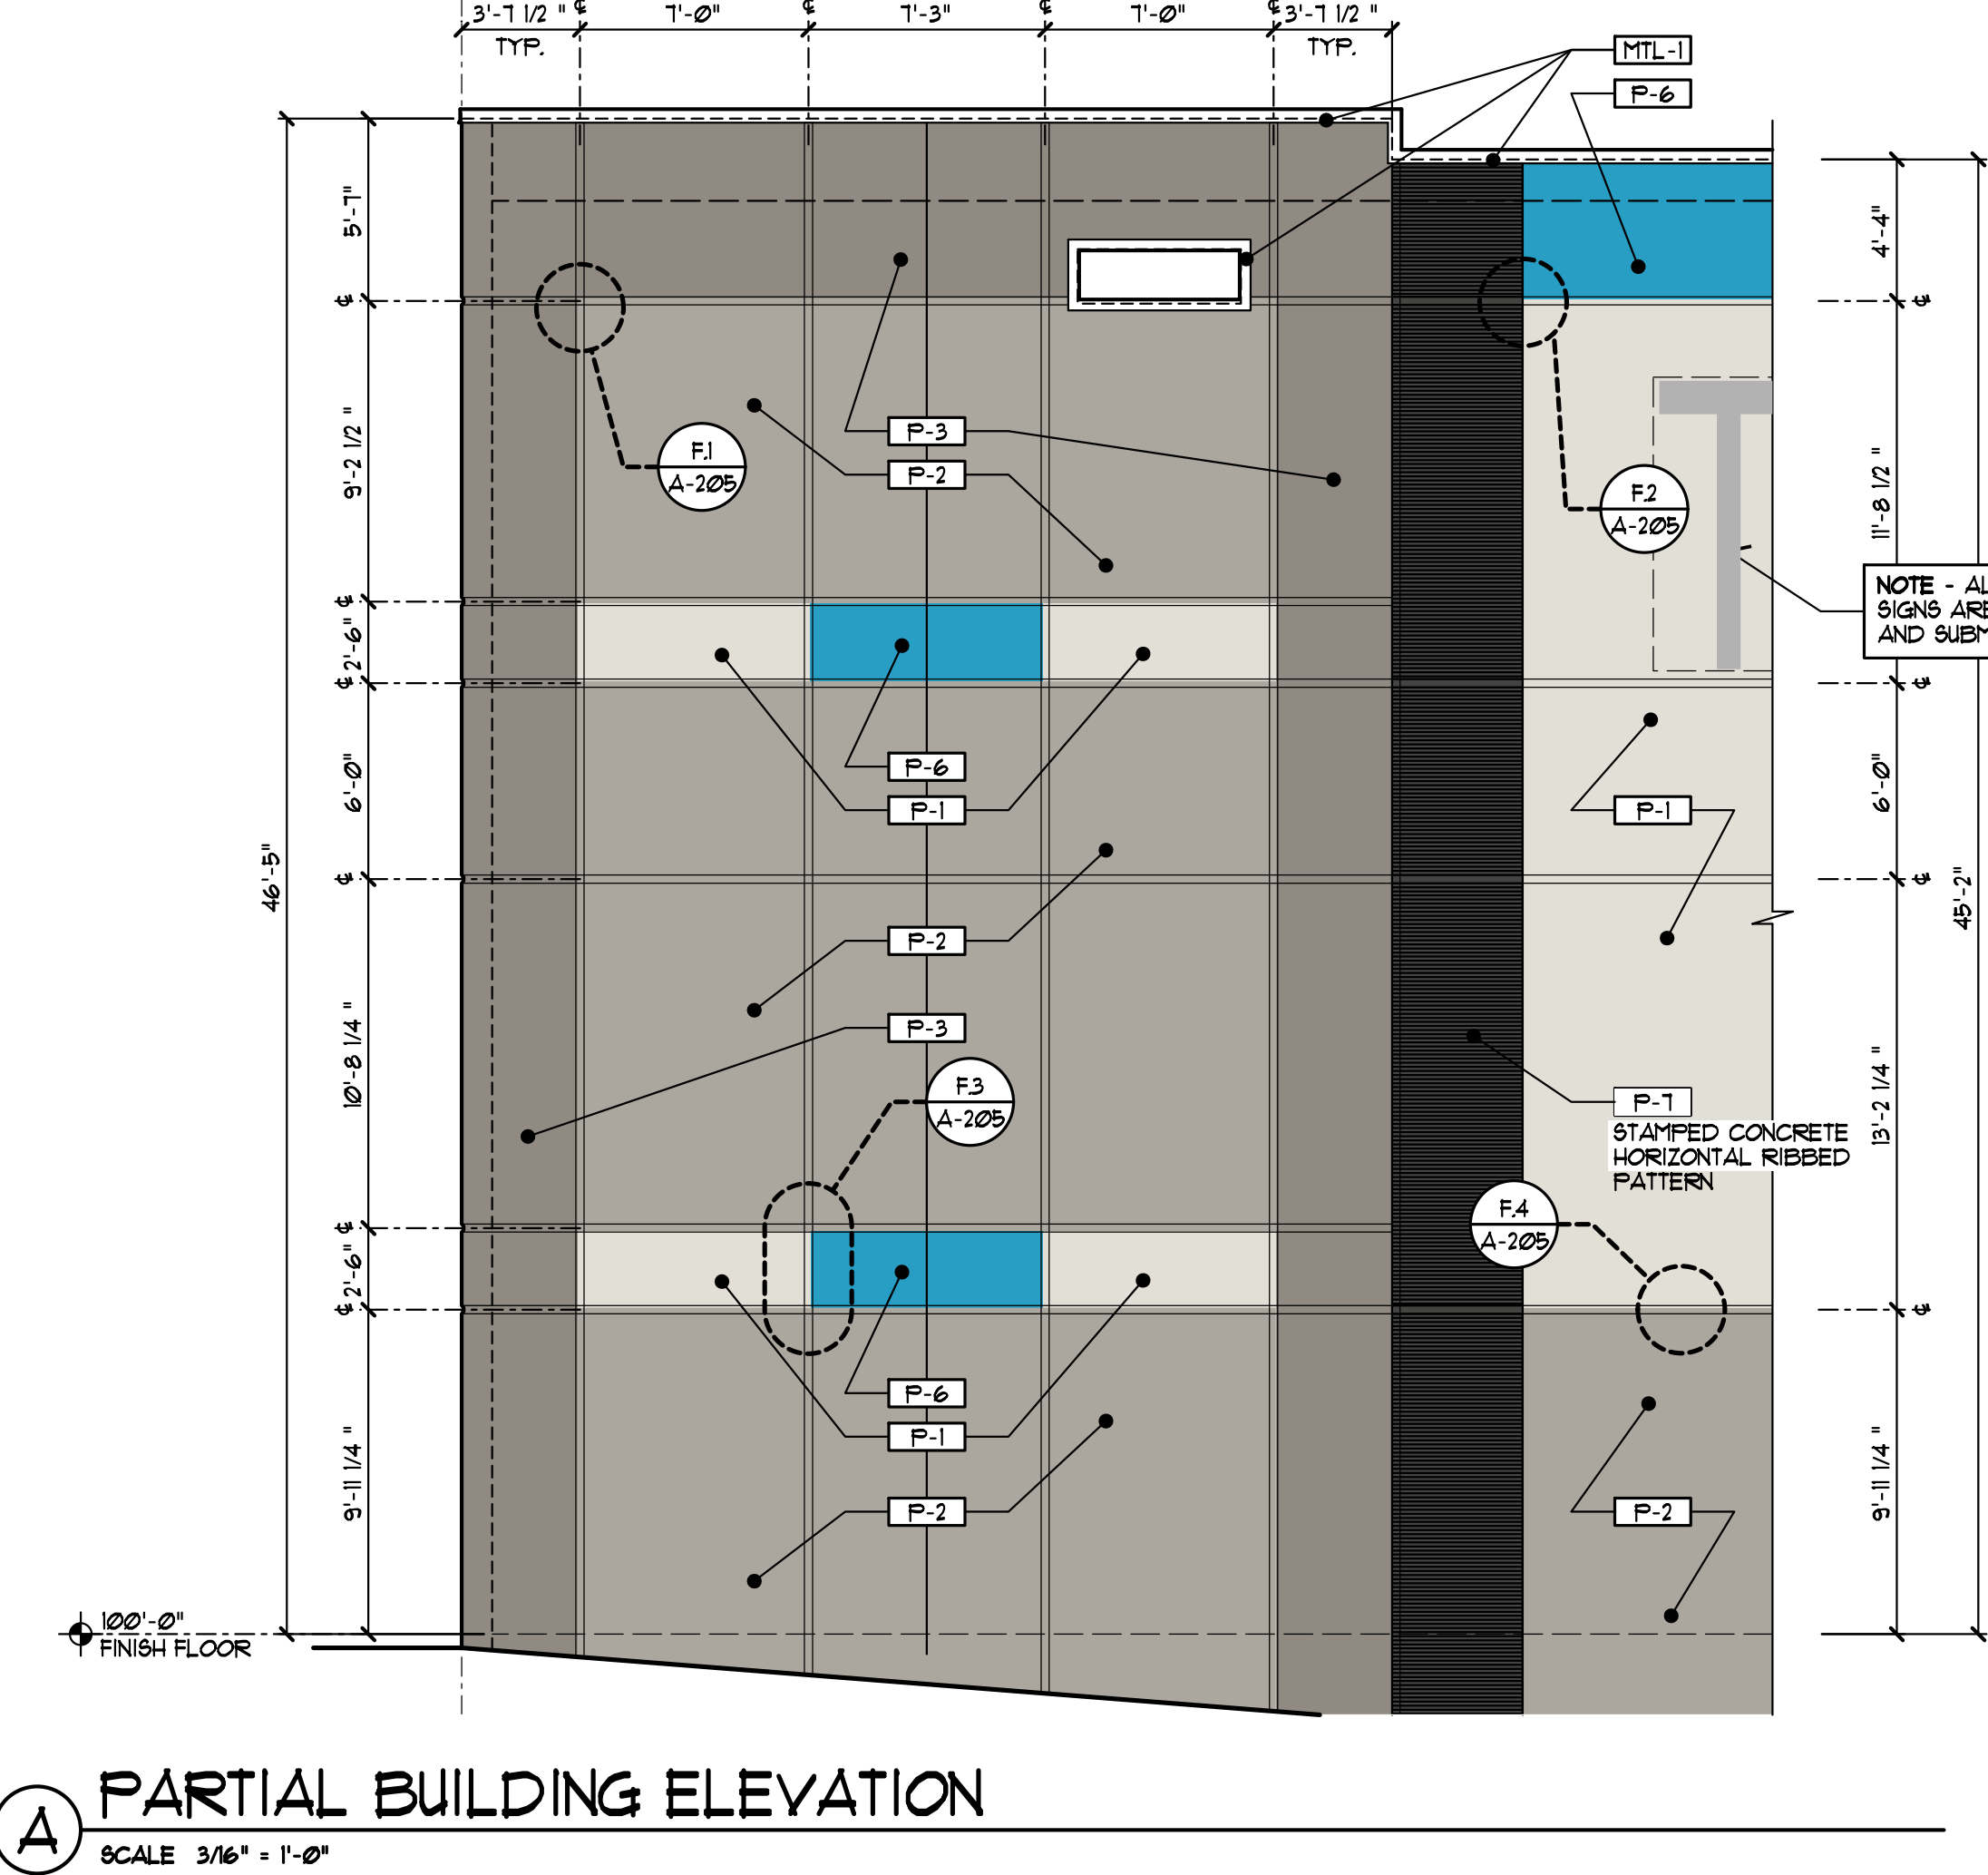 3'-7 1/2 "
7'-0"
7'-3"
7'-0"
3'-7 1/2 "
TYP.
TYP.
MTL-1
P-6
5'-7"
4'-4"
9'-2 1/2 "
P-3
P-2
F.1
A-205
F.2
A-205
11'-8 1/2 "
NOTE -
SIGNS
AND
2'-6"
6'-0"
P-6
P-1
P-1
6'-0"
46'-5"
45'-2"
P-2
P-3
10'-8 1/4 "
F.3
A-205
P-7
STAMPED CONCRETE
HORIZONTAL RIBBED
PATTERN
13'-2 1/4 "
F.4
A-205
2'-6"
P-6
P-1
9'-11 1/4 "
9'-11 1/4 "
P-2
P-2
100'-0"
FINISH FLOOR
A
PARTIAL BUILDING ELEVATION
SCALE 3/16" = 1'-0"